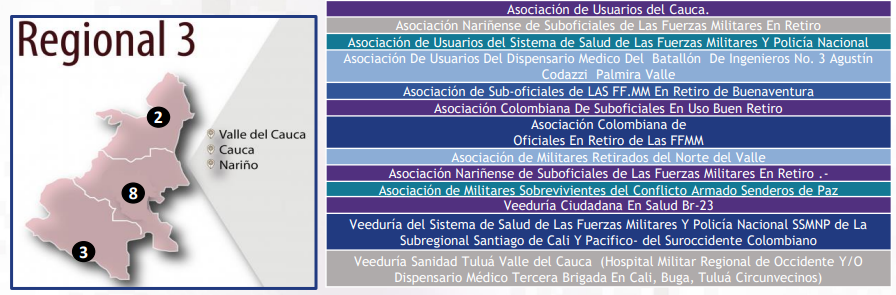 Regional 3
2
8
3
Valle del Cauca
Cauca
Nariño
Asociación de Usuarios del Cauca.
Asociación Nariñense de Suboficiales de Las Fuerzas Militares En Retiro
Asociación de Usuarios del Sistema de Salud de Las Fuerzas Militares Y Policía Nacional
Asociación De Usuarios Del Dispensario Medico Del Batallón De Ingenieros No. 3 Agustin
Codazzi Palmira Valle
Asociación de Sub-oficiales de LAS FF.MM En Retiro de Buenaventura
Asociación Colombiana De Suboficiales En Uso Buen Retiro
Asociación Colombiana de
Oficiales En Retiro de Las FFMM
Asociación de Militares Retirados del Norte del Valle
Asociación Nariñense de Suboficiales de Las Fuerzas Militares En Retiro .-
Asociación de Militares Sobrevivientes del Conflicto Armado Senderos de Paz
Veeduría Ciudadana En Salud Br-23
Veeduría del Sistema de Salud de Las Fuerzas Militares Y Policía Nacional SSMNP de La
Subregional Santiago de Cali Y Pacifico- del Suroccidente Colombiano
Veeduría Sanidad Tuluá Valle del Cauca (Hospital Militar Regional de Occidente Y/O
Dispensario Médico Tercera Brigada En Cali, Buga, Tuluá Circunvecinos)